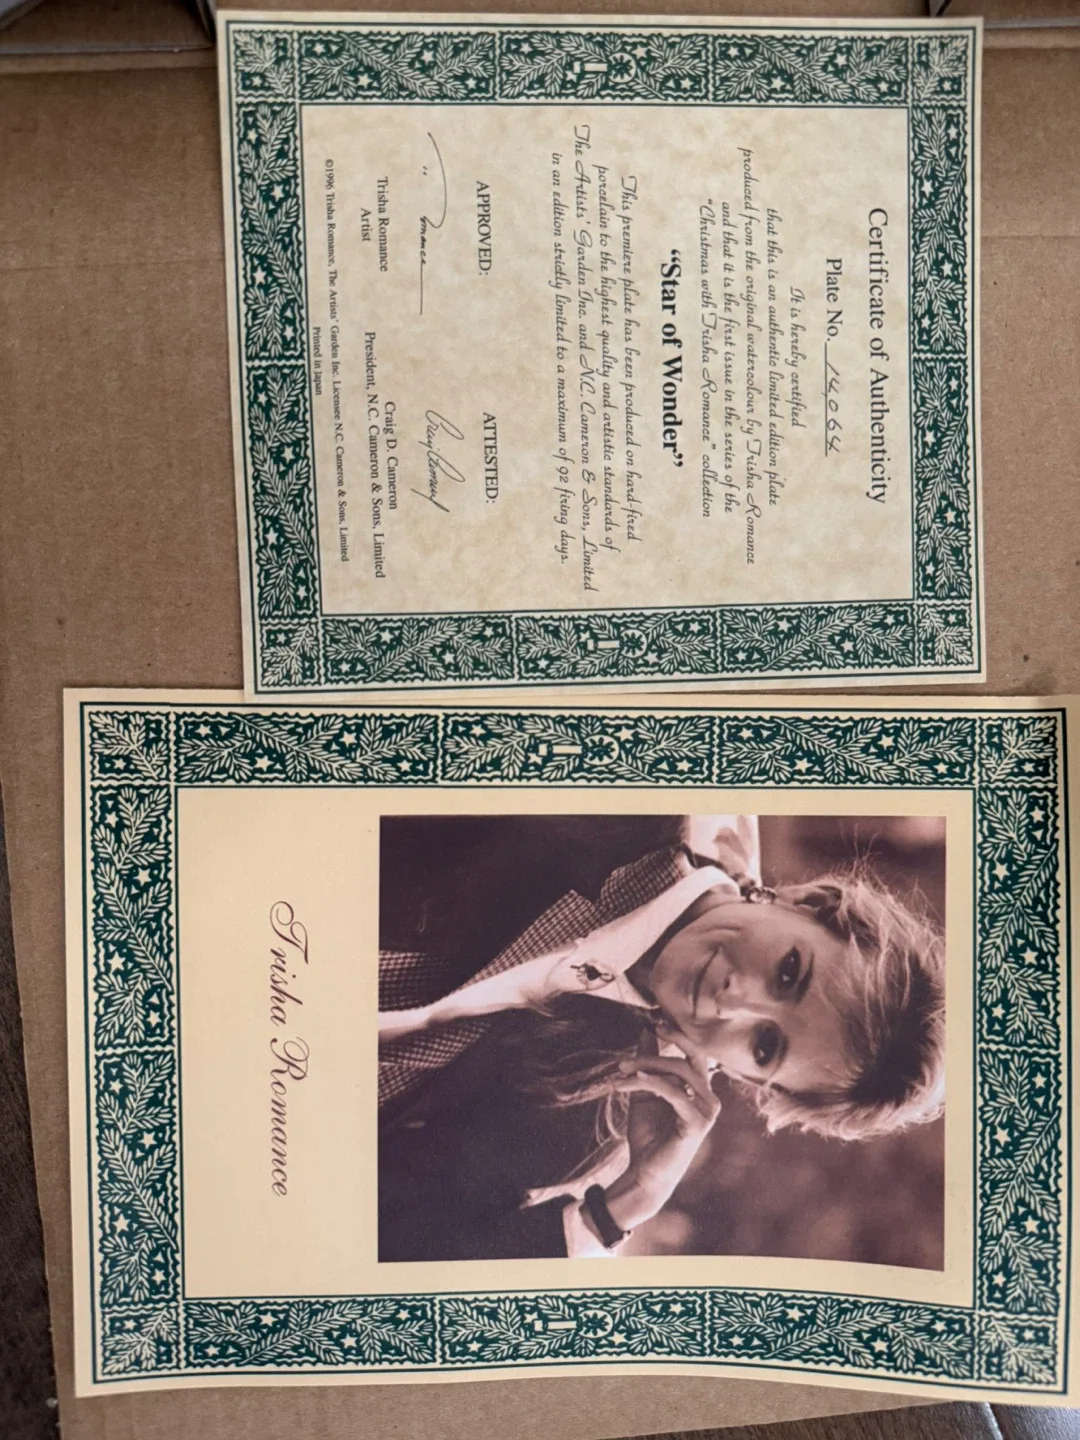 Certificate of Authenticity
Plate No. 14064
It is hereby certified
that this is an authentic limited edition plate
produced from the original watercolour by Trisha Romance
and that it is the first issue in the series of the
"Christmas with Trisha Romance" collection
"Star of Wonder"
This premiere plate has been produced on hard-fired
porcelain to the highest quality and artistic standards of
The Artists' Garden Inc. and N.C. Cameron & Sons, Limited
in an edition strictly limited to a maximum of 92 firing days.
APPROVED: ATTESTED:
Romance Craig Cameron
Trisha Romance Craig D. Cameron
Artist President, N.C. Cameron & Sons, Limited
©1996 Trisha Romance, The Artists' Garden Inc. Licensee N.C. Cameron & Sons, Limited
Printed in Japan
Trisha Romance